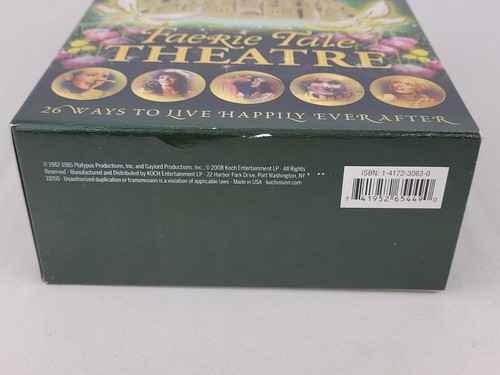 Faerie Tale
THEATRE
26 WAYS TO LIVE HAPPILY EVER AFTER
© 1982-1985 Platypus Productions, Inc. and Gaylord Productions, Inc., © 2008 Koch Entertainment LP · All Rights
Reserved · Manufactured and Distributed by KOCH Entertainment LP · 22 Harbor Park Drive, Port Washington, NY
11050 · Unauthorized duplication or transmission is a violation of applicable laws · Made in USA · kochvision.com
ISBN: 1-4172-3063-0
7 41952 65449 0